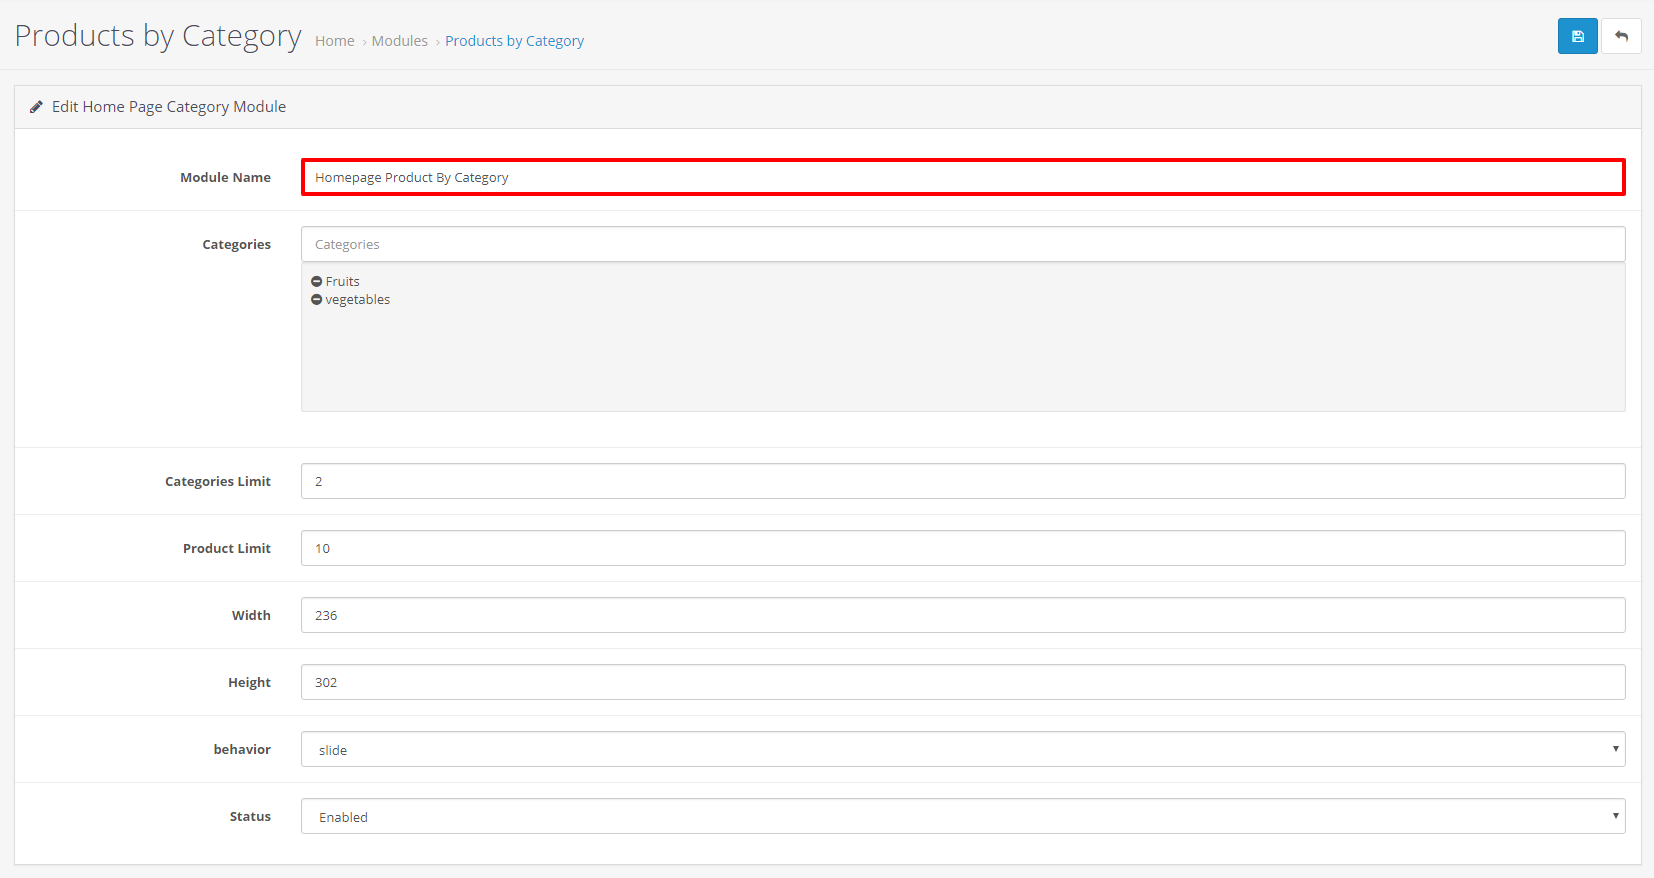 Products by Category Home › Modules › Products by Category
Edit Home Page Category Module
Module Name Homepage Product By Category
Categories Categories
Fruits
vegetables
Categories Limit 2
Product Limit 10
Width 236
Height 302
behavior slide
Status Enabled